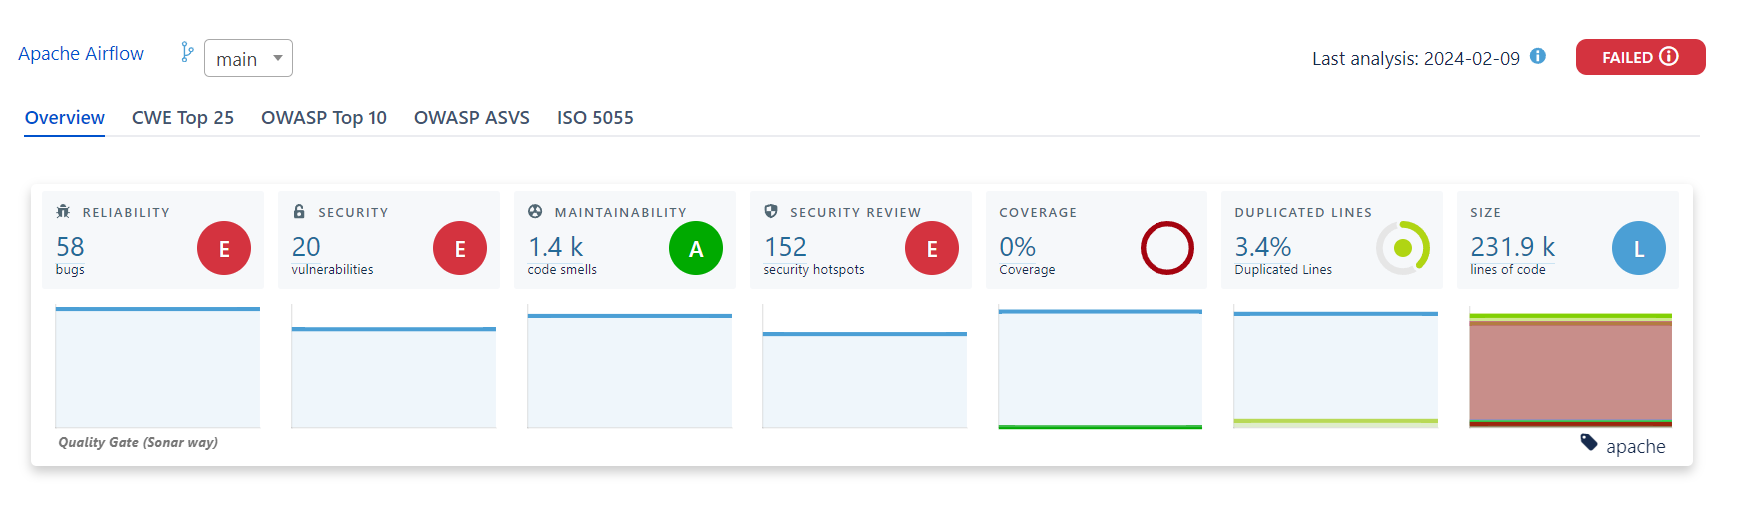 Apache Airflow
main
Last analysis: 2024-02-09
FAILED
Overview CWE Top 25 OWASP Top 10 OWASP ASVS ISO 5055
RELIABILITY
58
bugs
E
SECURITY
20
vulnerabilities
E
MAINTAINABILITY
1.4 k
code smells
A
SECURITY REVIEW
152
security hotspots
E
COVERAGE
0%
Coverage
DUPLICATED LINES
3.4%
Duplicated Lines
SIZE
231.9 k
lines of code
L
Quality Gate (Sonar way)
apache